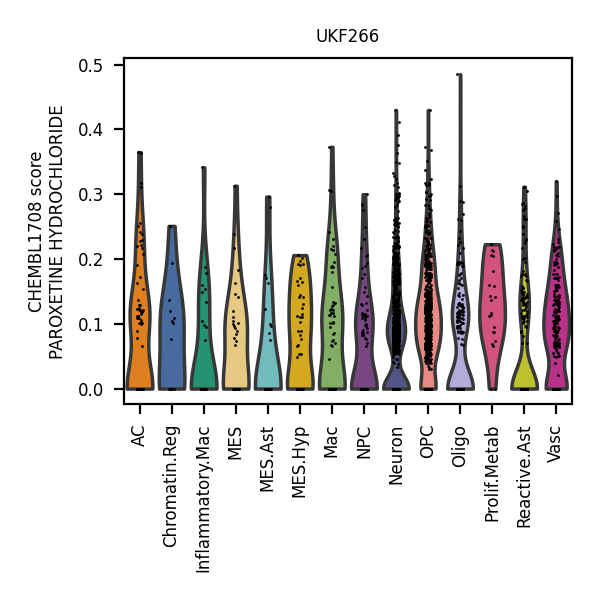 UKF266
CHEMBL1708 score
PAROXETINE HYDROCHLORIDE
0.5
0.4
0.3
0.2
0.1
0.0
AC
Chromatin.Reg
Inflammatory.Mac
MES
MES.Ast
MES.Hyp
Mac
NPC
Neuron
OPC
Oligo
Prolif.Metab
Reactive.Ast
Vasc